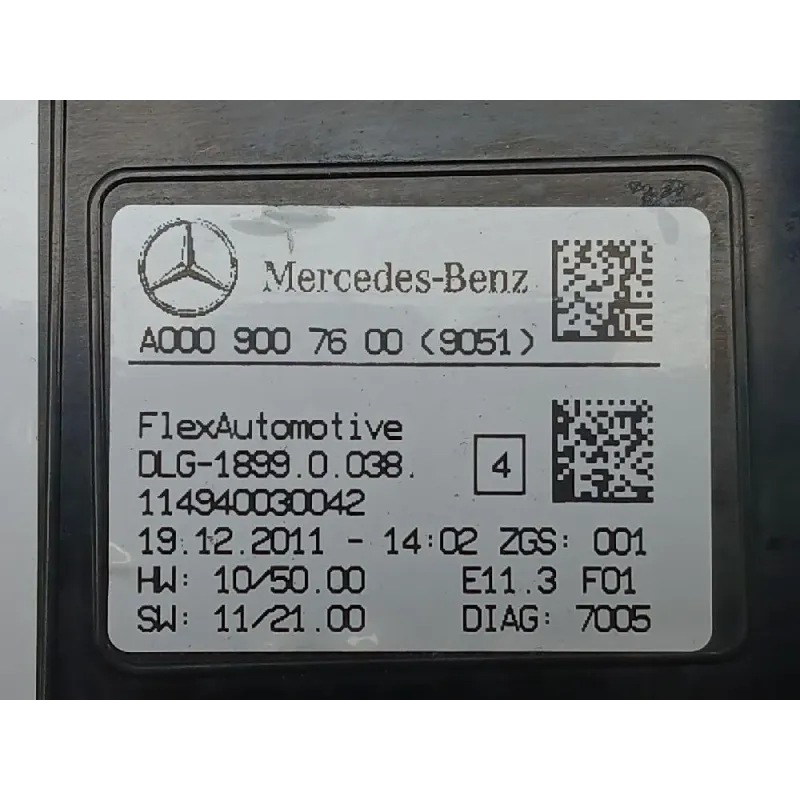 Mercedes-Benz
A000 900 76 00 (9051)
FlexAutomotive
DLG-1899.0.038.
4
114940030042
19.12.2011 - 14:02 ZGS: 001
HW: 10/50.00 E11.3 F01
SW: 11/21.00 DIAG: 7005